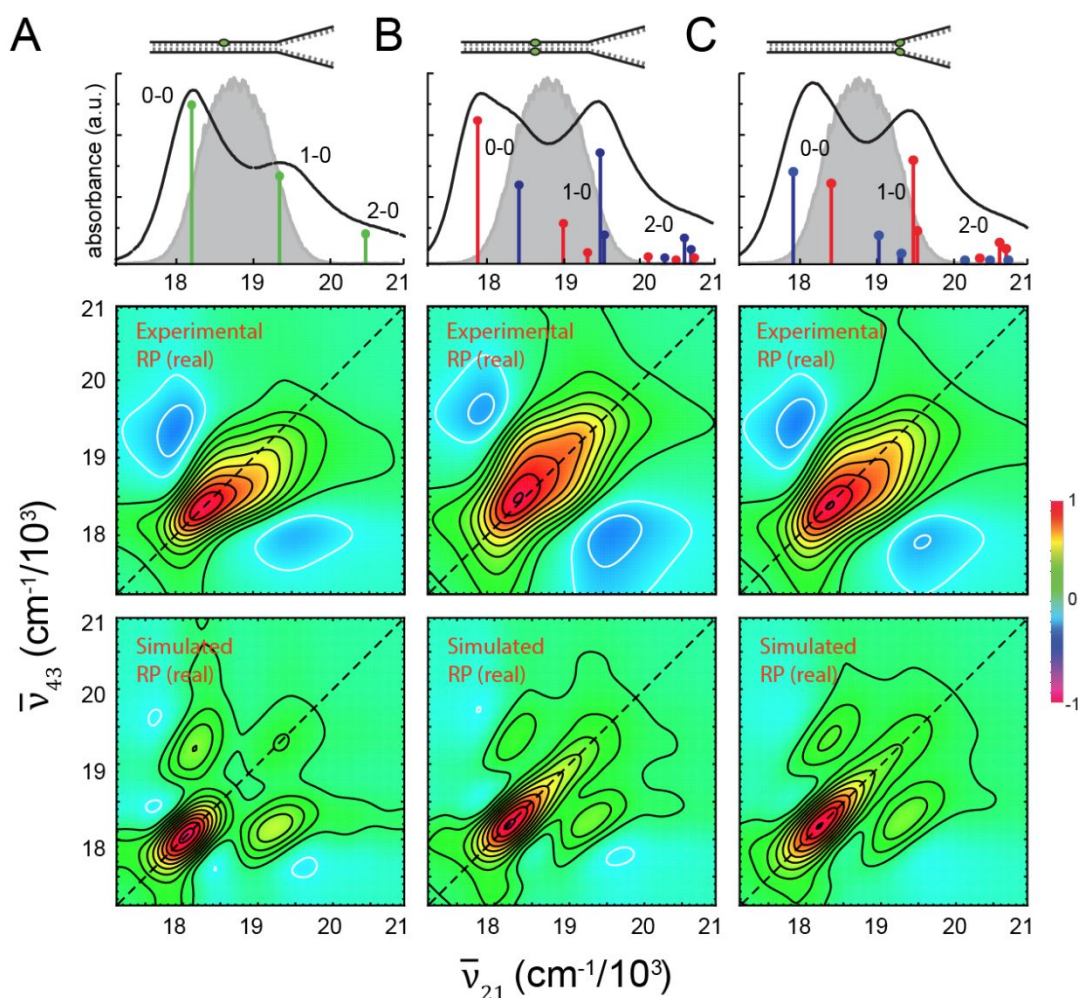 A
B
C
absorbance (a.u.)
0-0
1-0
2-0
18 19 20 21
0-0
1-0
2-0
18 19 20 21
0-0
1-0
2-0
18 19 20 21
21
20
19
18
Experimental
RP (real)
Experimental
RP (real)
Experimental
RP (real)
ν̅43 (cm-1/10³)
1
0
-1
21
20
19
18
Simulated
RP (real)
Simulated
RP (real)
Simulated
RP (real)
18 19 20 21
18 19 20 21
18 19 20 21
ν̅21 (cm-1/10³)